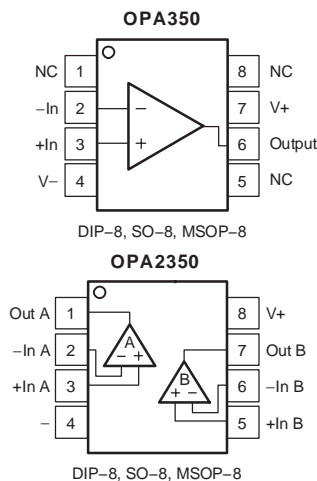 OPA350
NC 1 8 NC
−In 2 − 7 V+
+In 3 + 6 Output
V− 4 5 NC
DIP−8, SO−8, MSOP−8
OPA2350
Out A 1 8 V+
A
−In A 2 − + 7 Out B
B
+In A 3 + − 6 −In B
- 4 5 +In B
DIP−8, SO−8, MSOP−8